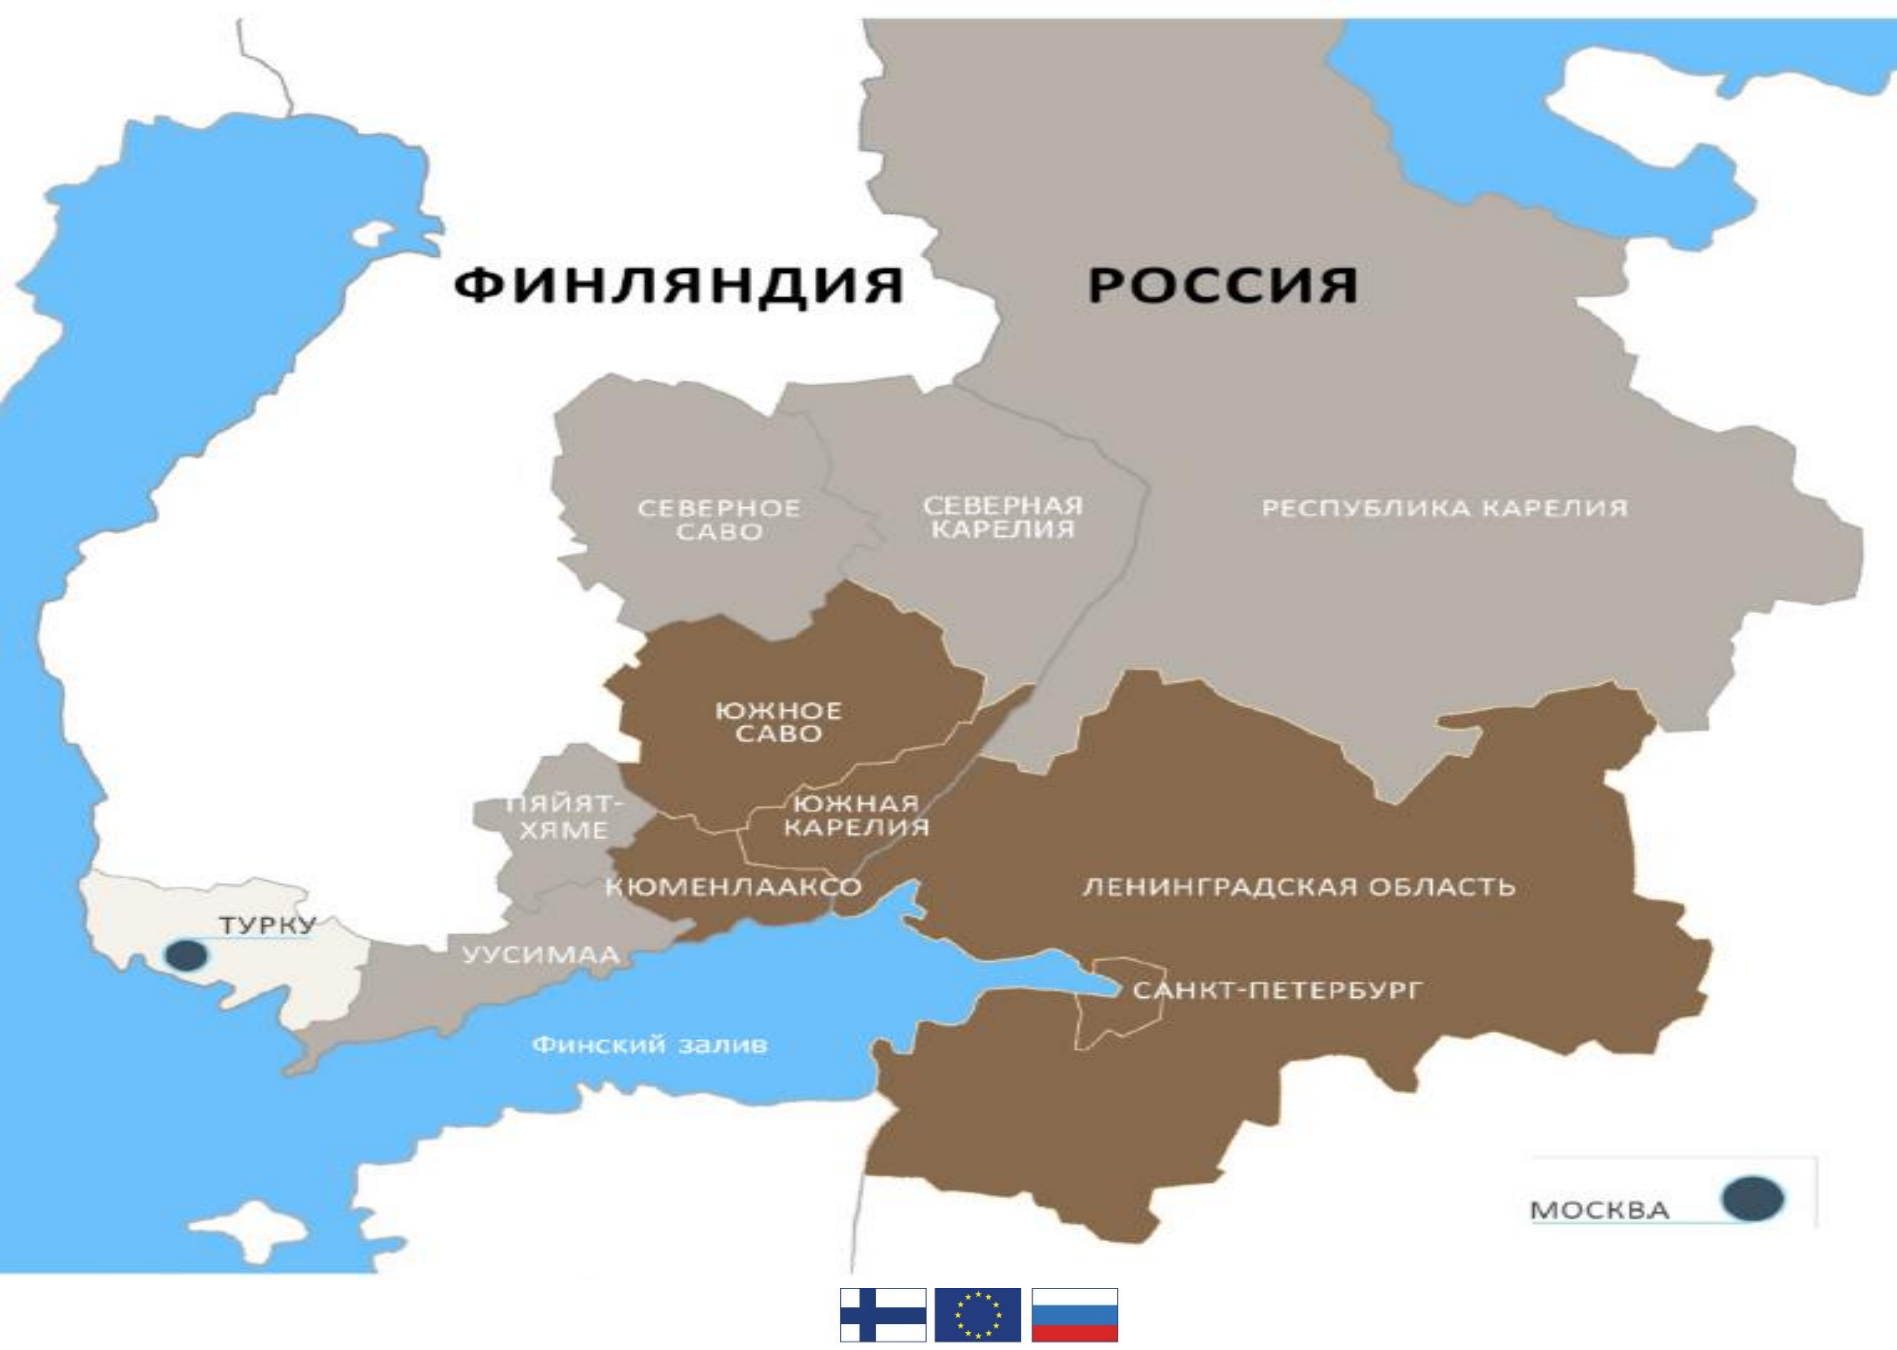 ФИНЛЯНДИЯ
РОССИЯ
СЕВЕРНОЕ
САВО
СЕВЕРНАЯ
КАРЕЛИЯ
РЕСПУБЛИКА КАРЕЛИЯ
ЮЖНОЕ
САВО
ПЯЙЯТ-
ХЯМЕ
ЮЖНАЯ
КАРЕЛИЯ
КЮМЕНЛААКСО
ЛЕНИНГРАДСКАЯ ОБЛАСТЬ
ТУРКУ
УУСИМАА
САНКТ-ПЕТЕРБУРГ
Финский залив
МОСКВА